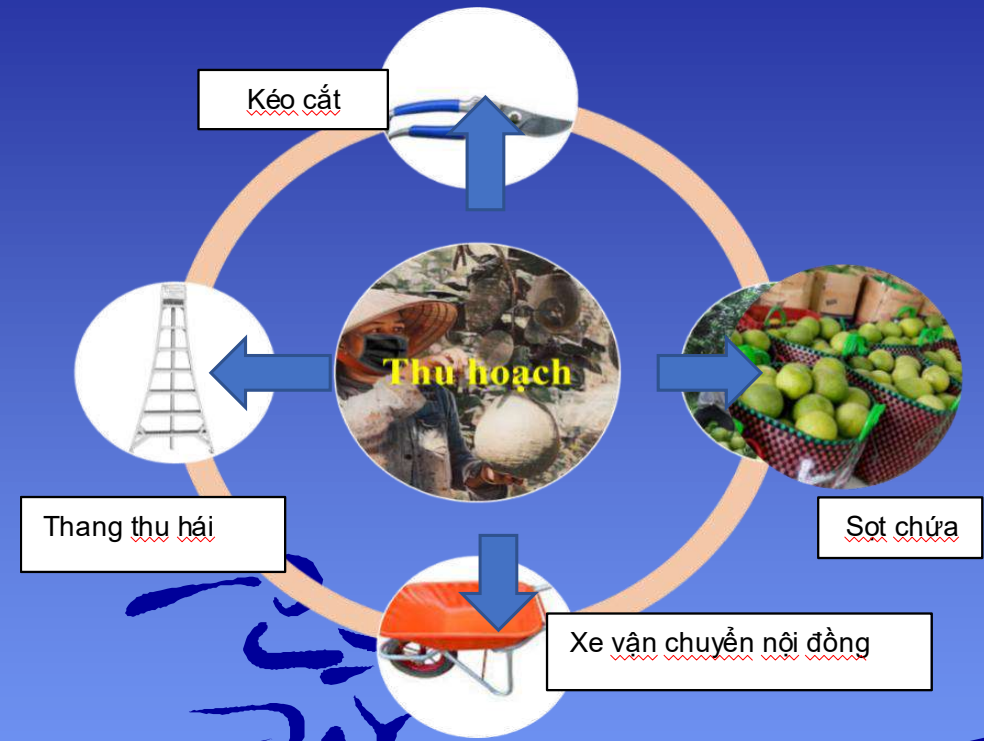 Kéo cắt
Thu hoạch
Thang thu hái
Sọt chứa
Xe vận chuyển nội đồng